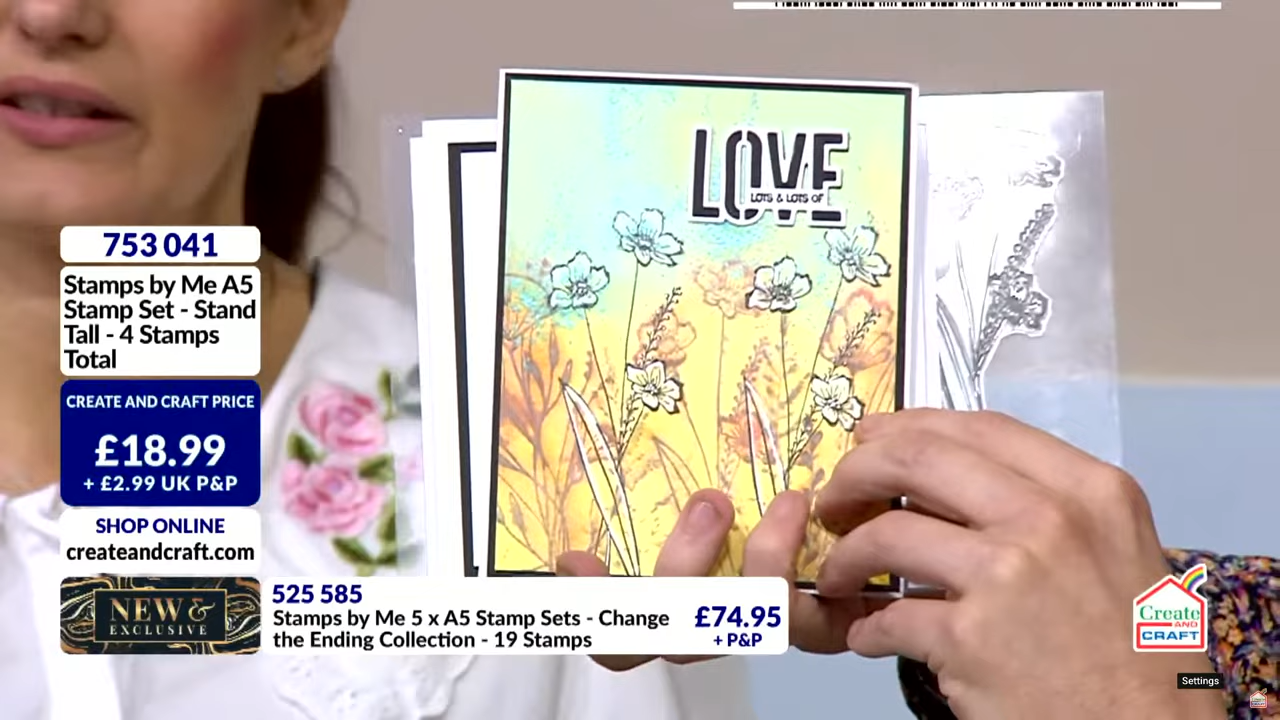 LOVE
LOTS & LOTS OF
753 041
Stamps by Me A5
Stamp Set - Stand
Tall - 4 Stamps
Total
CREATE AND CRAFT PRICE
£18.99
+ £2.99 UK P&P
SHOP ONLINE
createandcraft.com
NEW &
EXCLUSIVE
525 585
Stamps by Me 5 x A5 Stamp Sets - Change
the Ending Collection - 19 Stamps
£74.95
+ P&P
Create
AND
CRAFT
Settings